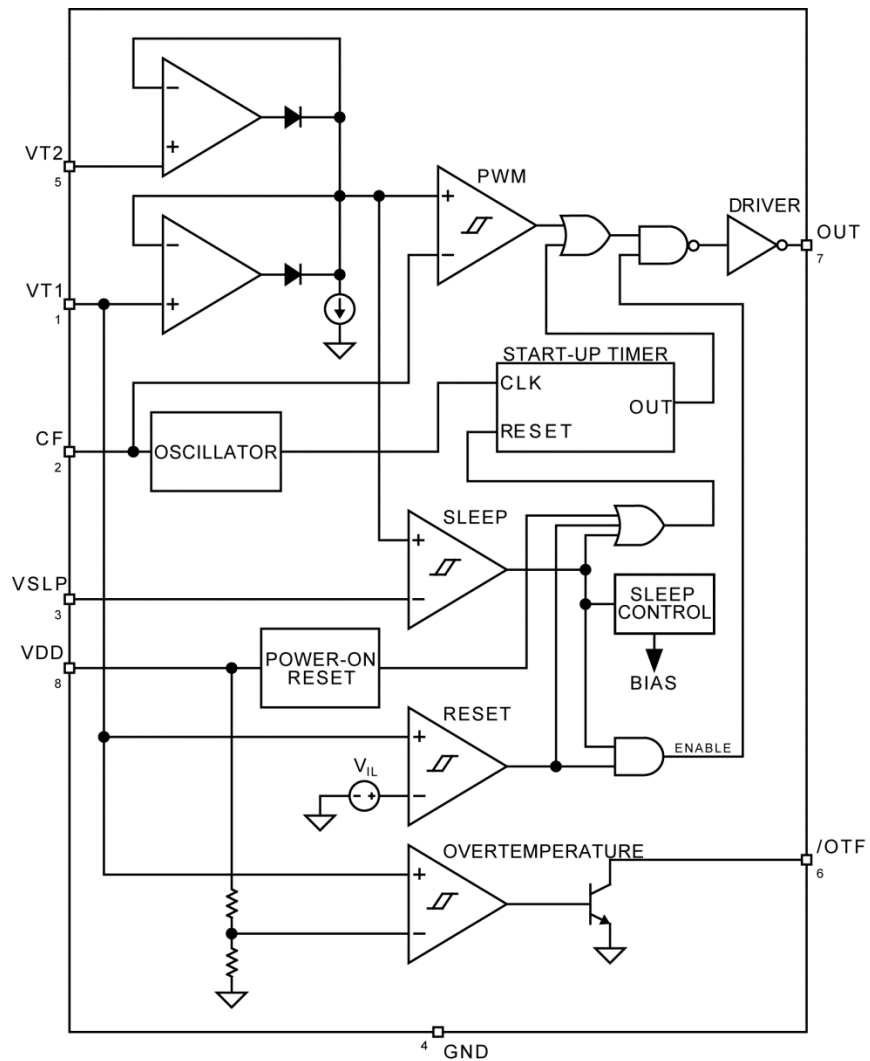 VT2
5
−
+
−
+
VT1
1
PWM
+
−
DRIVER
OUT
7
START-UP TIMER
CLK
OUT
RESET
CF
2
OSCILLATOR
SLEEP
+
−
VSLP
3
SLEEP
CONTROL
BIAS
VDD
8
POWER-ON
RESET
RESET
+
−
VIL
− +
ENABLE
OVERTEMPERATURE
+
−
/OTF
6
4
GND